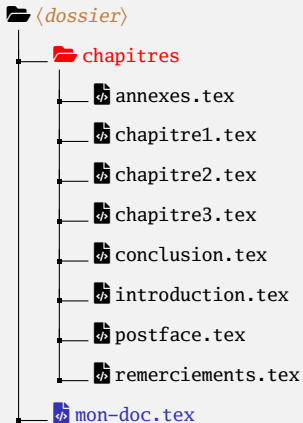 ⟨dossier⟩
chapitres
annexes.tex
chapitre1.tex
chapitre2.tex
chapitre3.tex
conclusion.tex
introduction.tex
postface.tex
remerciements.tex
mon-doc.tex